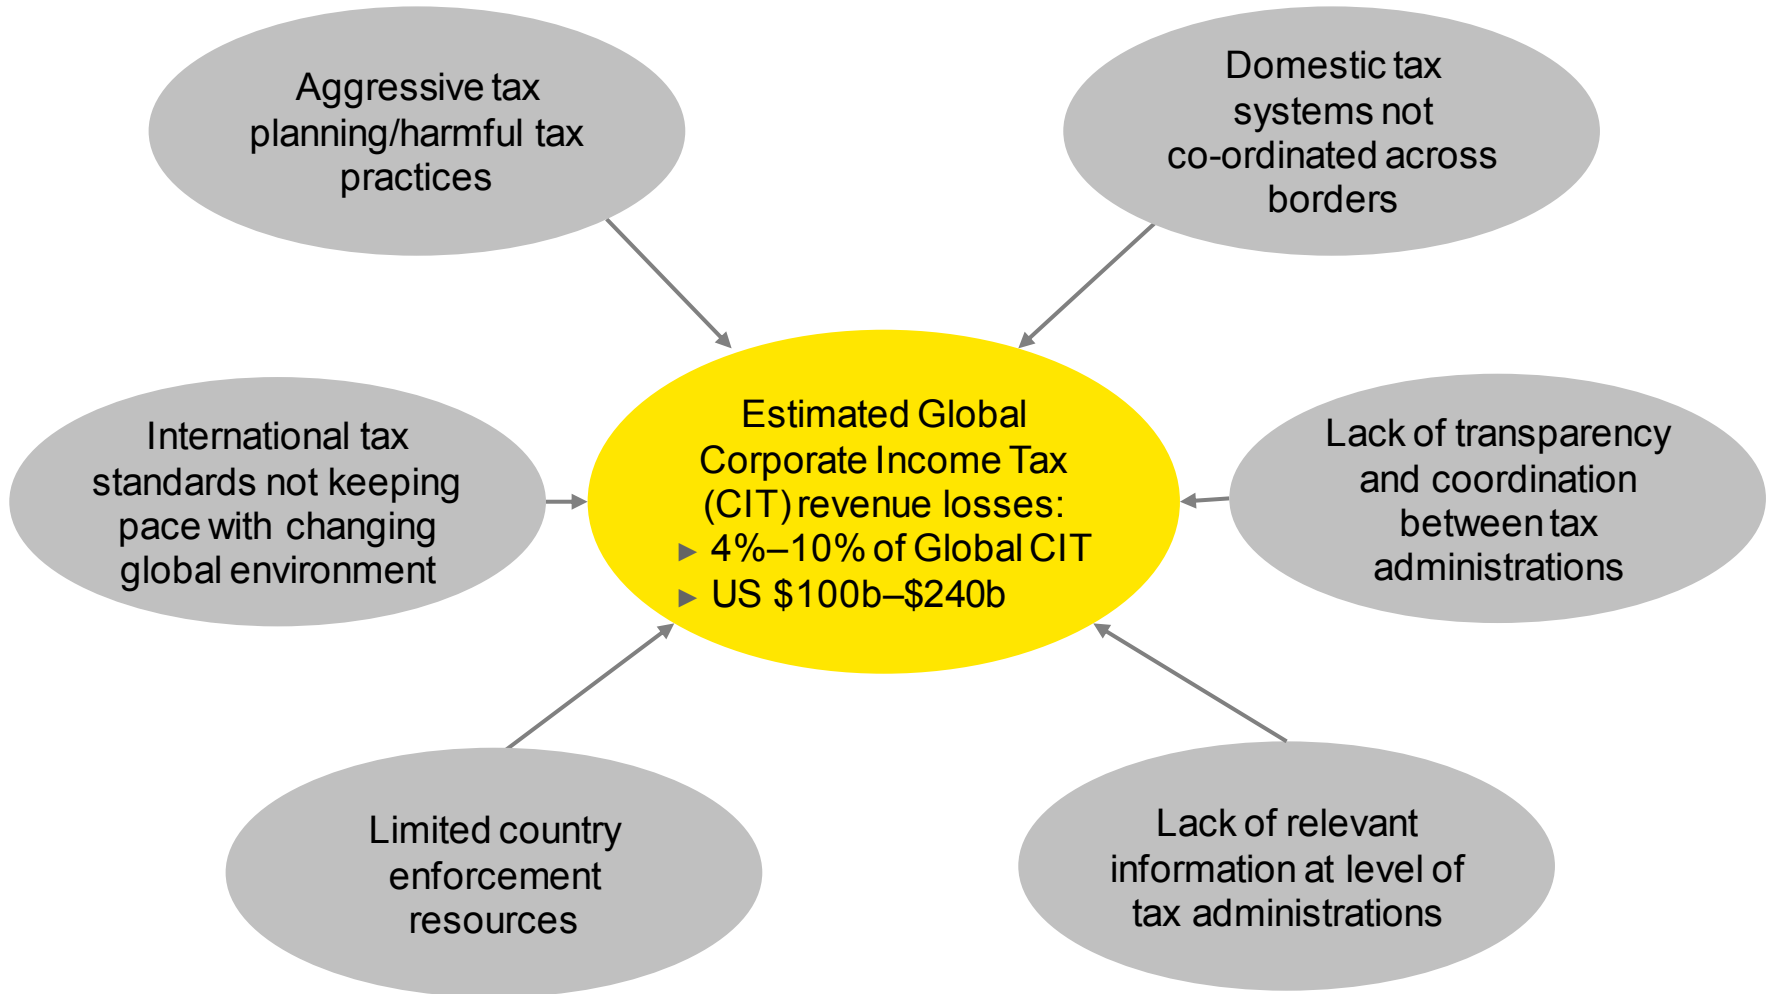 Aggressive tax
planning/harmful tax
practices
Domestic tax
systems not
co-ordinated across
borders
International tax
standards not keeping
pace with changing
global environment
Estimated Global
Corporate Income Tax
(CIT) revenue losses:
► 4%–10% of Global CIT
► US $100b–$240b
Lack of transparency
and coordination
between tax
administrations
Limited country
enforcement
resources
Lack of relevant
information at level of
tax administrations